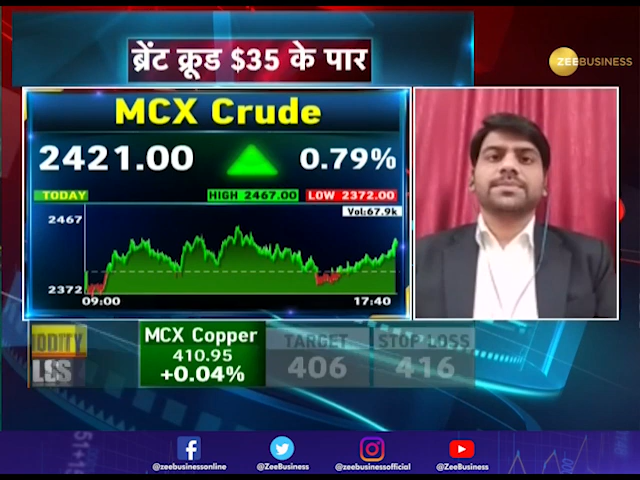 ब्रेंट क्रूड $35 के पार
ZEEBUSINESS
MCX Crude
2421.00 0.79%
TODAY HIGH 2467.00 LOW 2372.00
Vol:67.9k
2467
2372
09:00 17:40
MCX Copper
410.95
+0.04%
TARGET
406
STOP LOSS
416
@zeebusinessonline @ZeeBusiness @zeebusinessofficial @ZeeBusiness